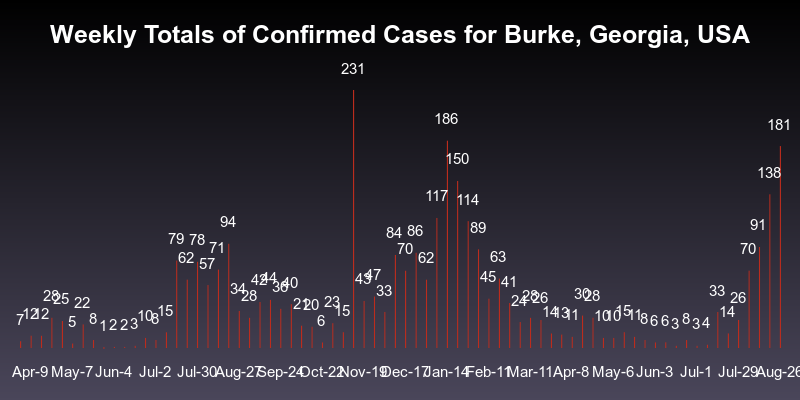 Weekly Totals of Confirmed Cases for Burke, Georgia, USA
7 12 12 28 25 5 22 8 1 2 2 3 10 8 15 79 62 78 57 71 94 34 28 42 44 36 40 21 20 6 23 15 231 43 47 33 84 70 86 62 117 186 150 114 89 45 63 41 24 28 26 14 13 11 30 28 10 10 15 11 8 6 6 3 8 3 4 33 14 26 70 91 138 181
Apr-9 May-7 Jun-4 Jul-2 Jul-30 Aug-27 Sep-24 Oct-22 Nov-19 Dec-17 Jan-14 Feb-11 Mar-11 Apr-8 May-6 Jun-3 Jul-1 Jul-29 Aug-26